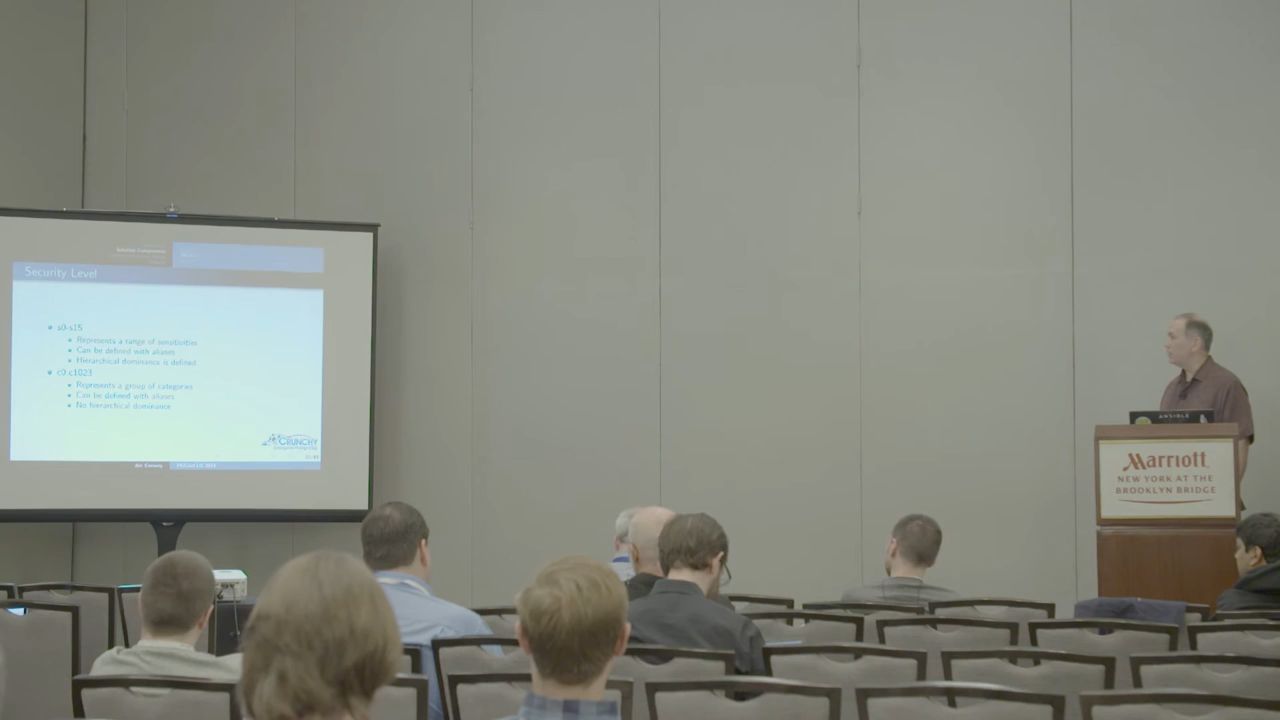 Security Level
s0-s15
Represents a range of sensitivities
Can be defined with aliases
Hierarchical dominance is defined
c0.c1023
Represents a group of categories
Can be defined with aliases
No hierarchical dominance
CRUNCHY
Joe Conway
ANSIBLE
Marriott
NEW YORK AT THE
BROOKLYN BRIDGE